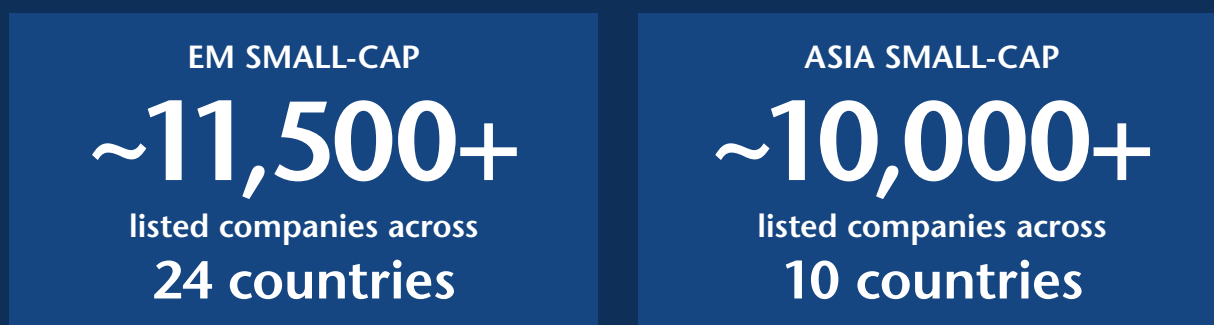 EM SMALL-CAP
~11,500+
listed companies across
24 countries
ASIA SMALL-CAP
~10,000+
listed companies across
10 countries